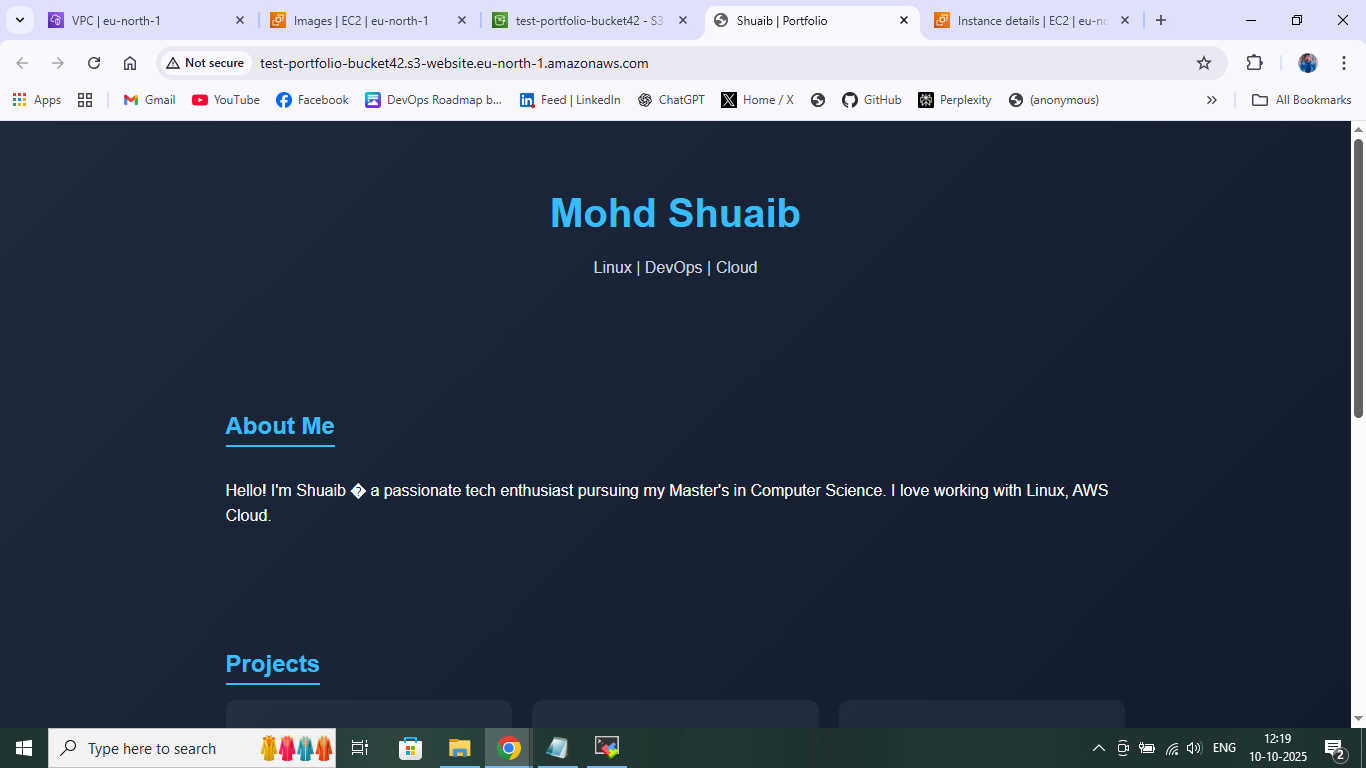 VPC | eu-north-1
Images | EC2 | eu-north-1
test-portfolio-bucket42 - S3
Shuaib | Portfolio
Instance details | EC2 | eu-no
Not secure
test-portfolio-bucket42.s3-website.eu-north-1.amazonaws.com
Apps
Gmail
YouTube
Facebook
DevOps Roadmap b...
Feed | LinkedIn
ChatGPT
Home / X
GitHub
Perplexity
(anonymous)
»
All Bookmarks
Mohd Shuaib
Linux | DevOps | Cloud
About Me
Hello! I'm Shuaib � a passionate tech enthusiast pursuing my Master's in Computer Science. I love working with Linux, AWS
Cloud.
Projects
Type here to search
ENG
12:19
10-10-2025
2